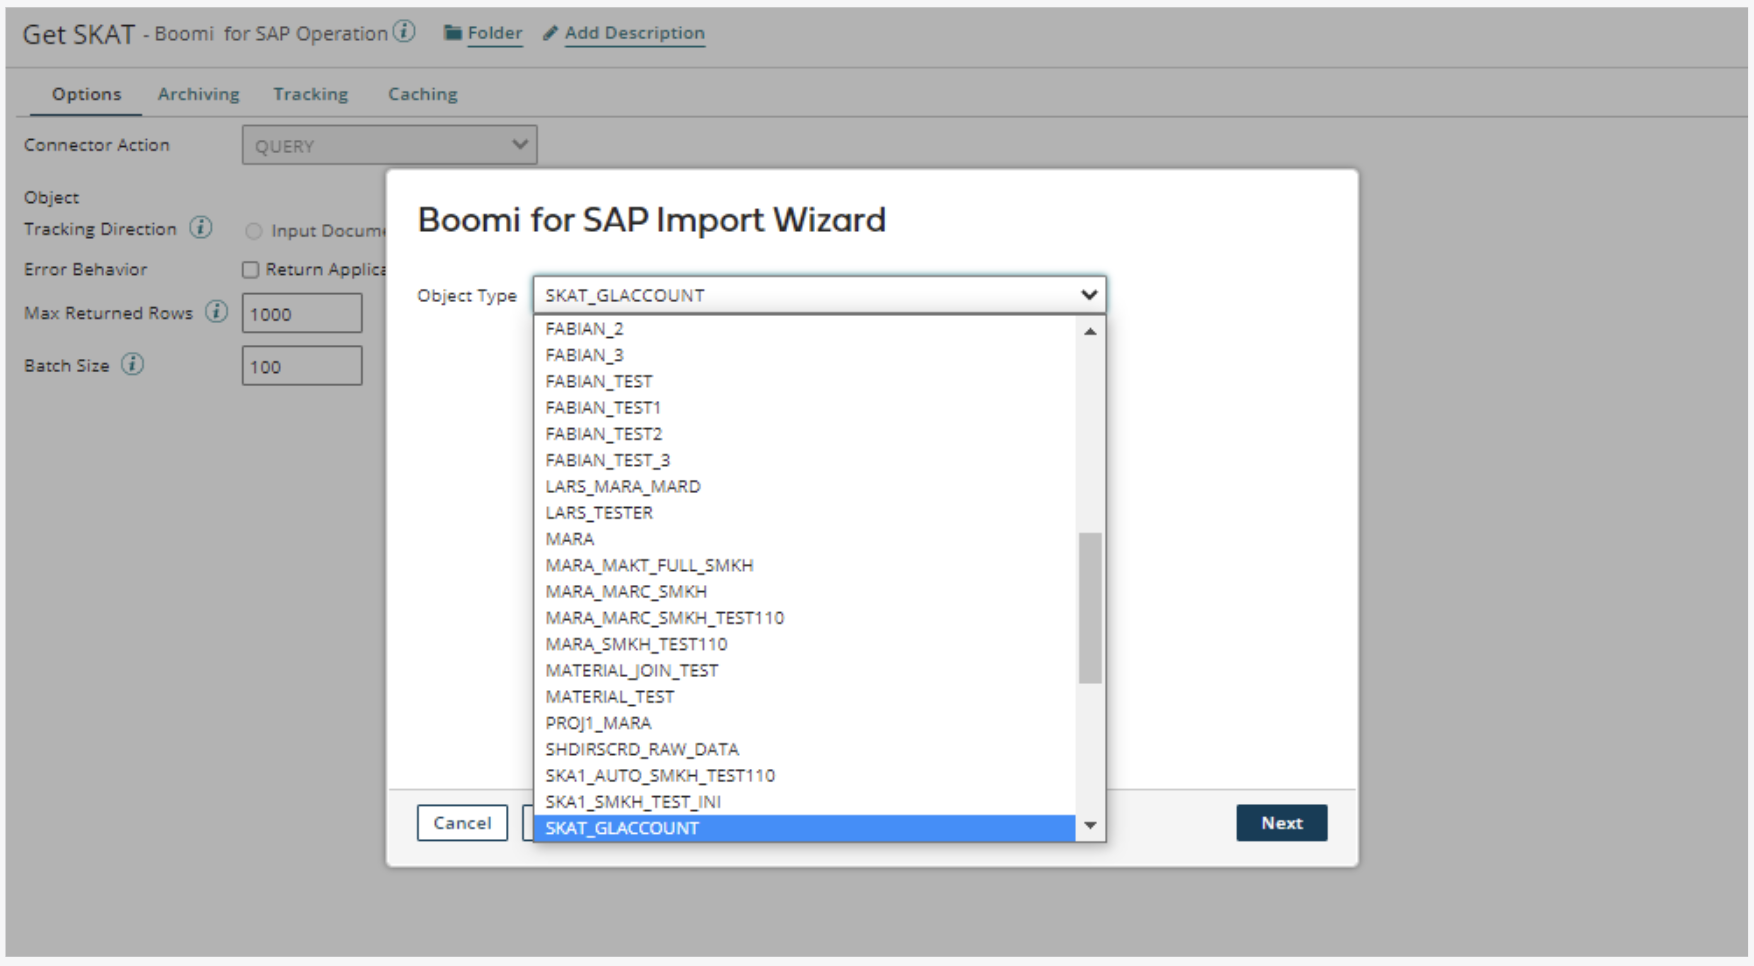 Get SKAT - Boomi for SAP Operation Folder Add Description
Options Archiving Tracking Caching
Connector Action QUERY
Object
Tracking Direction Input Docume
Error Behavior Return Applica
Max Returned Rows 1000
Batch Size 100
Boomi for SAP Import Wizard
Object Type SKAT_GLACCOUNT
FABIAN_2
FABIAN_3
FABIAN_TEST
FABIAN_TEST1
FABIAN_TEST2
FABIAN_TEST_3
LARS_MARA_MARD
LARS_TESTER
MARA
MARA_MAKT_FULL_SMKH
MARA_MARC_SMKH
MARA_MARC_SMKH_TEST110
MARA_SMKH_TEST110
MATERIAL_JOIN_TEST
MATERIAL_TEST
PROJ1_MARA
SHDIRSCRD_RAW_DATA
SKA1_AUTO_SMKH_TEST110
SKA1_SMKH_TEST_INI
SKAT_GLACCOUNT
Cancel Next